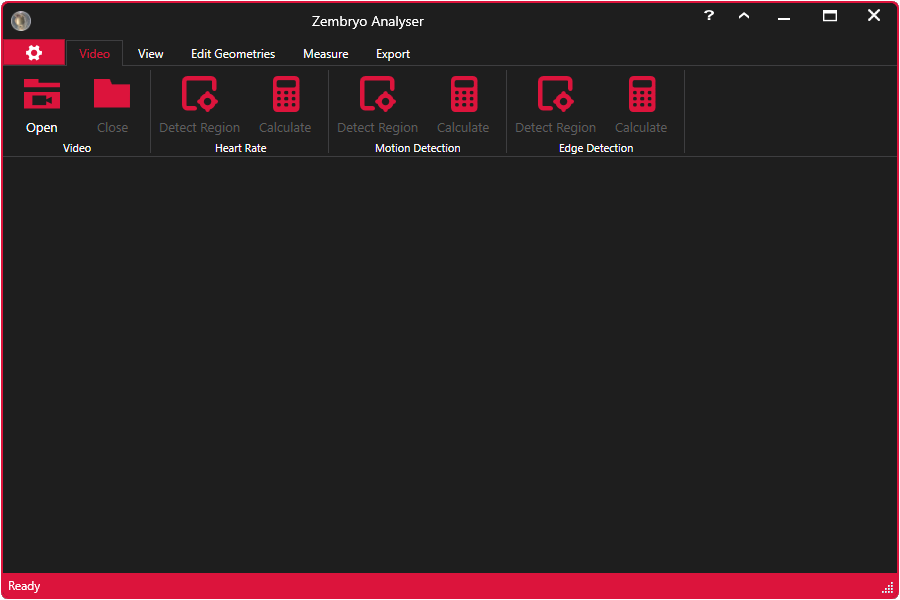 Zembryo Analyser
?
Video View Edit Geometries Measure Export
Open Close Detect Region Calculate Detect Region Calculate Detect Region Calculate
Video Heart Rate Motion Detection Edge Detection
Ready